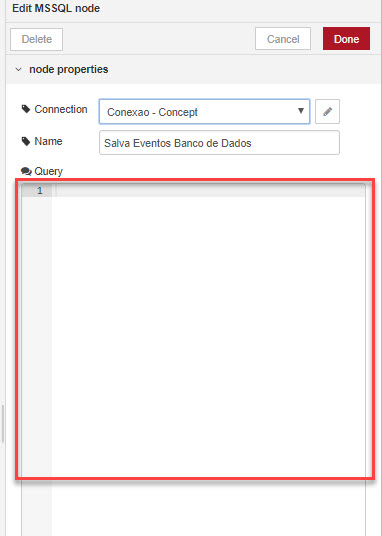 Edit MSSQL node
Delete
Cancel
Done
node properties
Connection
Conexao - Concept
Name
Salva Eventos Banco de Dados
Query
1